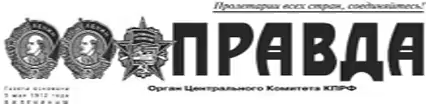 Пролетарии всех стран, соединяйтесь!
ПРАВДА
Газета основана
5 мая 1912 года
Орган Центрального Комитета КПРФ